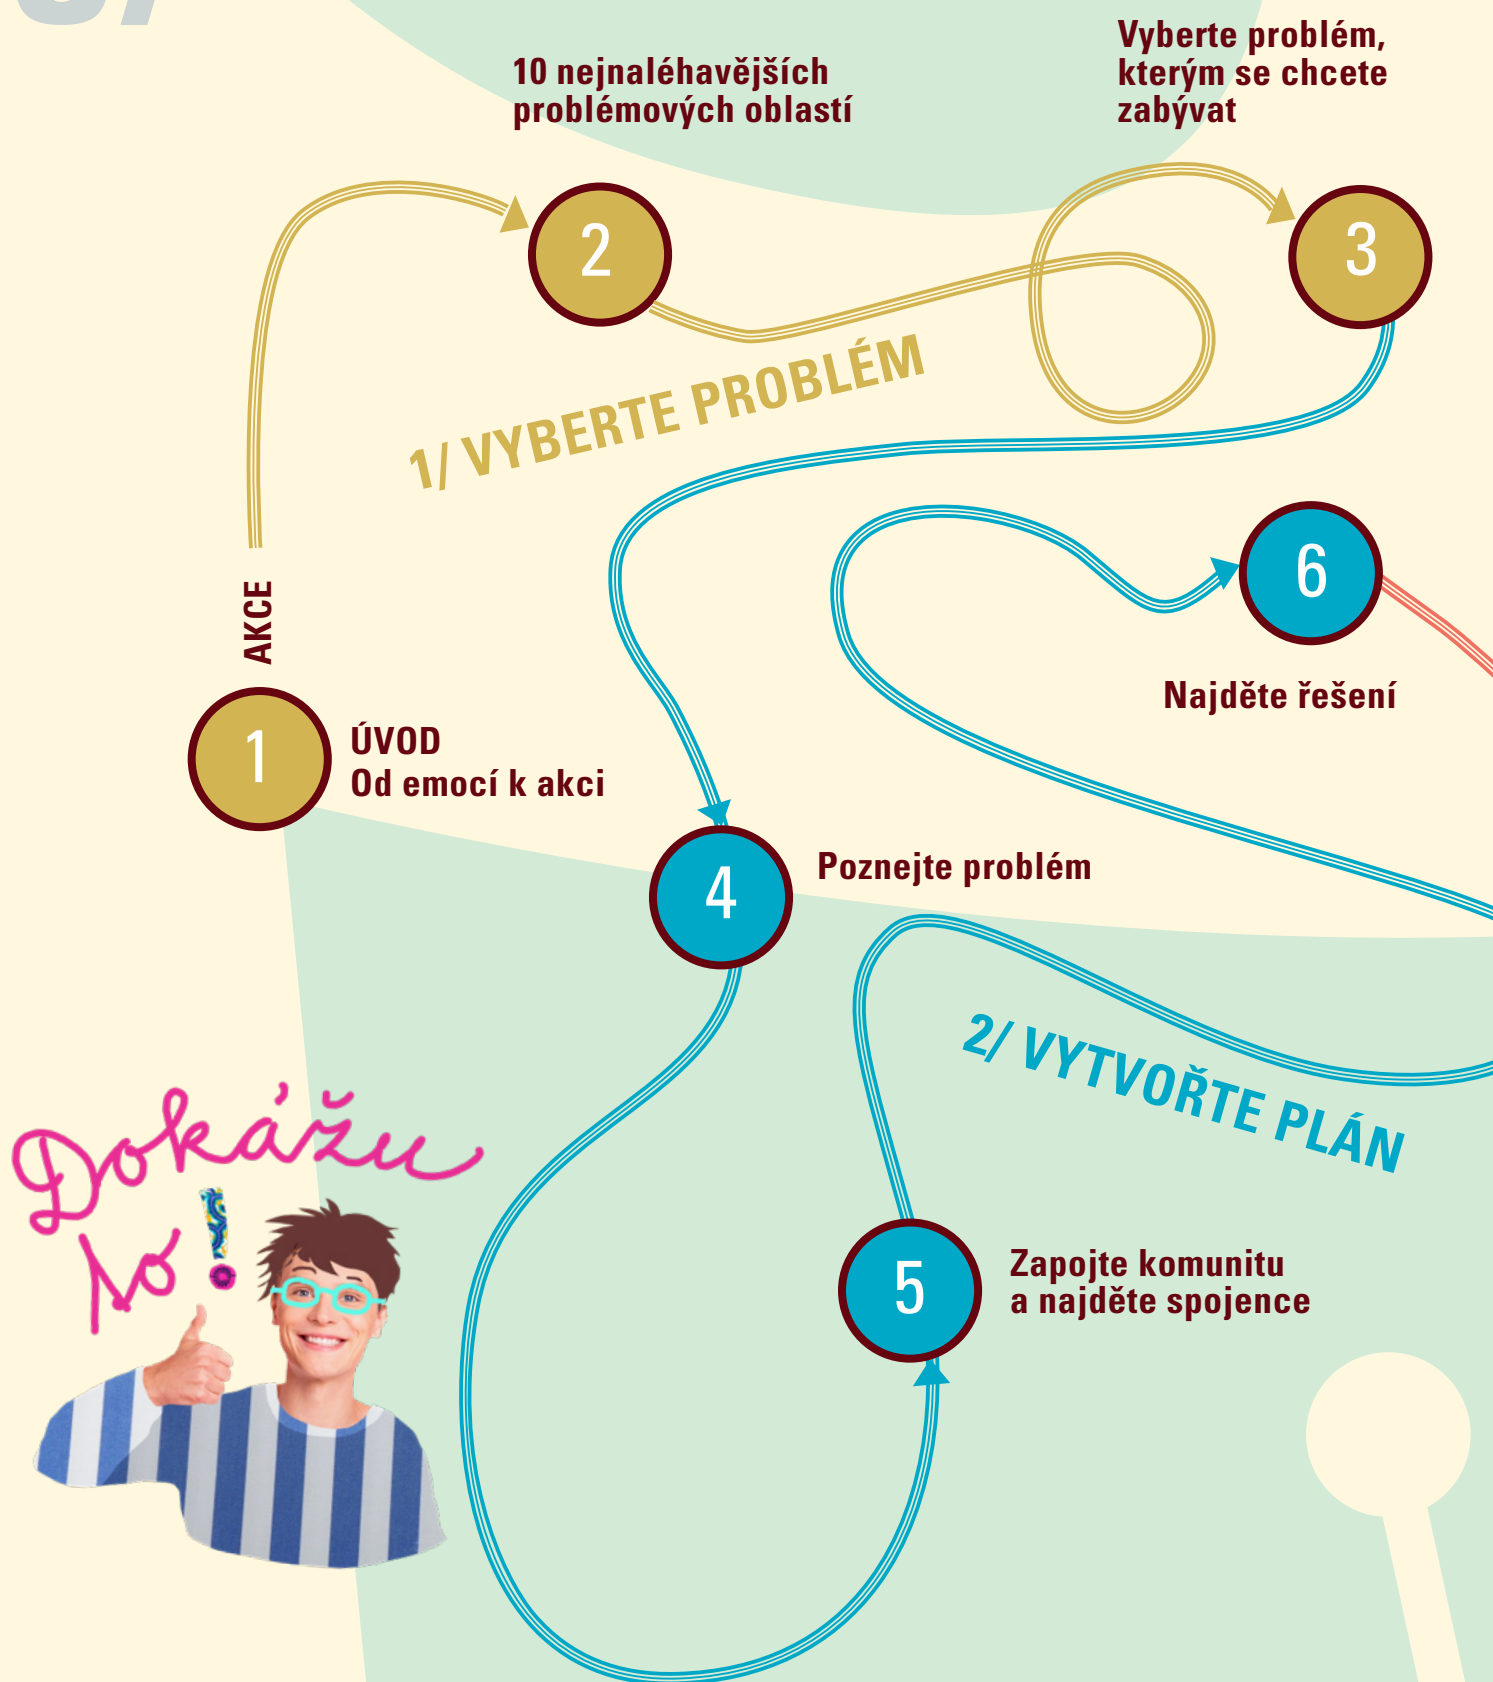 10 nejnaléhavějších
problémových oblastí
Vyberte problém,
kterým se chcete
zabývat
2
3
1/ VYBERTE PROBLÉM
6
Najděte řešení
AKCE
1
ÚVOD
Od emocí k akci
4
Poznejte problém
2/ VYTVOŘTE PLÁN
Dokážu
to!
5
Zapojte komunitu
a najděte spojence